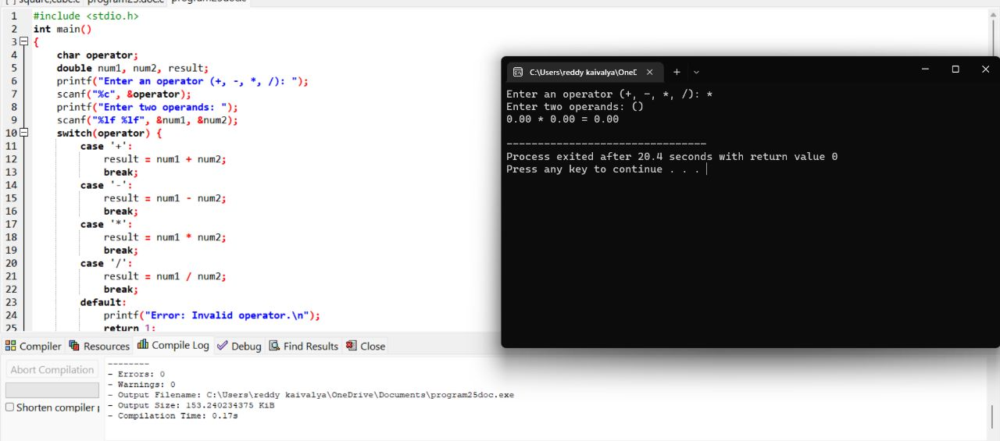 square,cube.c program25.doc.c program25doc.c
1 #include <stdio.h>
2 int main()
3 {
4 char operator;
5 double num1, num2, result;
6 printf("Enter an operator (+, -, *, /): ");
7 scanf("%c", &operator);
8 printf("Enter two operands: ");
9 scanf("%lf %lf", &num1, &num2);
10 switch(operator) {
11 case '+':
12 result = num1 + num2;
13 break;
14 case '-':
15 result = num1 - num2;
16 break;
17 case '*':
18 result = num1 * num2;
19 break;
20 case '/':
21 result = num1 / num2;
22 break;
23 default:
24 printf("Error: Invalid operator.\n");
25 return 1;
C:\Users\reddy kaivalya\OneD
Enter an operator (+, -, *, /): *
Enter two operands: ()
0.00 * 0.00 = 0.00
--------------------------------
Process exited after 20.4 seconds with return value 0
Press any key to continue . . .
Compiler Resources Compile Log Debug Find Results Close
Abort Compilation
Shorten compiler p
--------
- Errors: 0
- Warnings: 0
- Output Filename: C:\Users\reddy kaivalya\OneDrive\Documents\program25doc.exe
- Output Size: 153.240234375 KiB
- Compilation Time: 0.17s